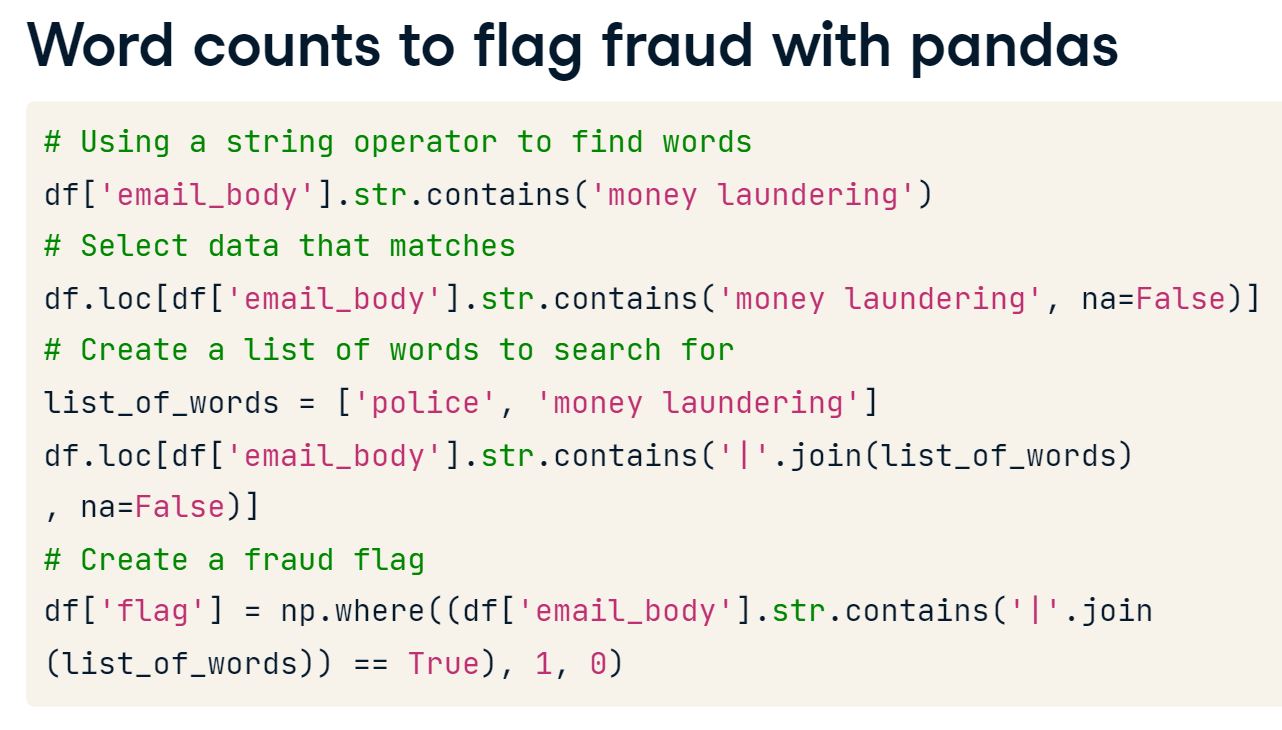 Word counts to flag fraud with pandas
# Using a string operator to find words
df['email_body'].str.contains('money laundering')
# Select data that matches
df.loc[df['email_body'].str.contains('money laundering', na=False)]
# Create a list of words to search for
list_of_words = ['police', 'money laundering']
df.loc[df['email_body'].str.contains('|'.join(list_of_words)
, na=False)]
# Create a fraud flag
df['flag'] = np.where((df['email_body'].str.contains('|'.join
(list_of_words)) == True), 1, 0)